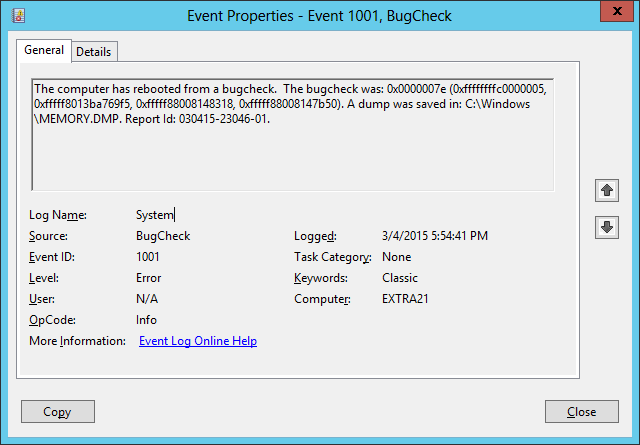 Event Properties - Event 1001, BugCheck
General
Details
The computer has rebooted from a bugcheck.  The bugcheck was: 0x0000007e (0xffffffffc0000005,
0xfffff8013ba769f5, 0xfffff88008148318, 0xfffff88008147b50). A dump was saved in: C:\Windows
\MEMORY.DMP. Report Id: 030415-23046-01.
Log Name: System
Source: BugCheck Logged: 3/4/2015 5:54:41 PM
Event ID: 1001 Task Category: None
Level: Error Keywords: Classic
User: N/A Computer: EXTRA21
OpCode: Info
More Information: Event Log Online Help
Copy
Close